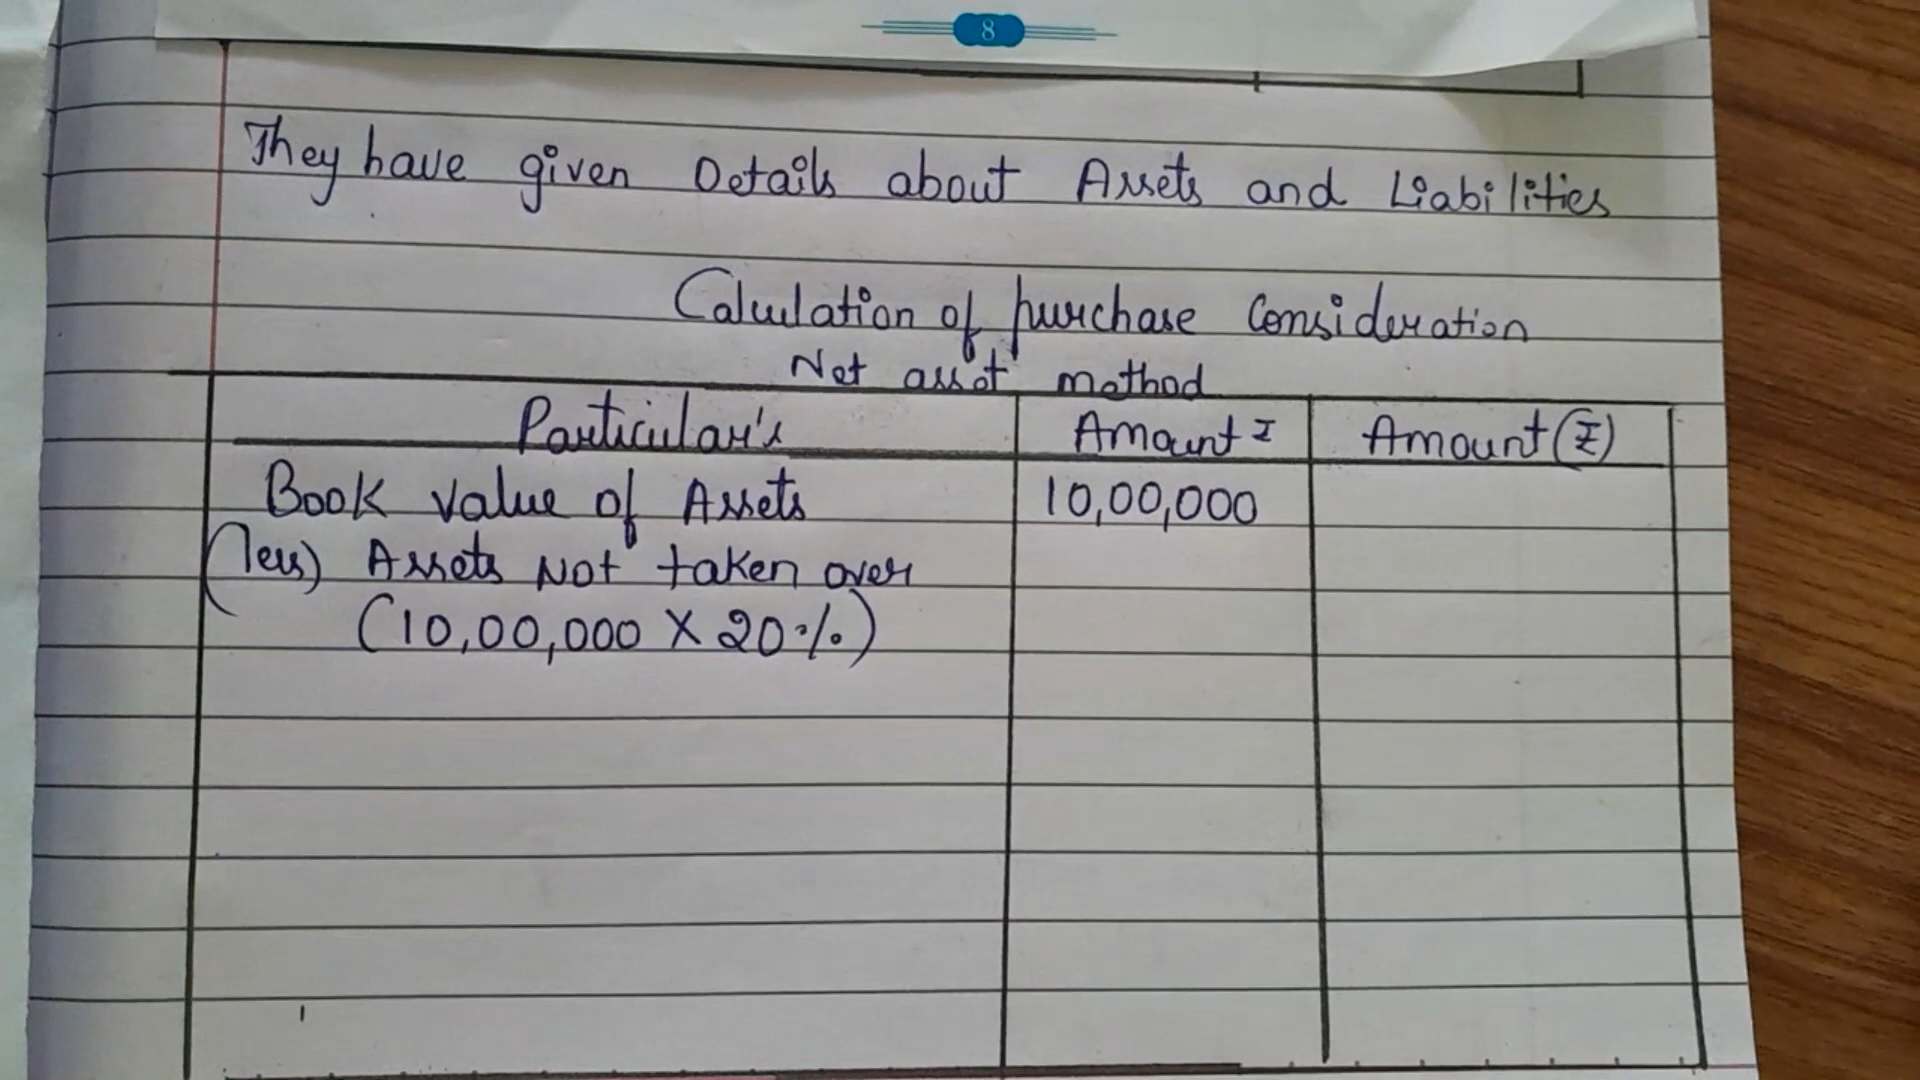 8
They have given Details about Assets and Liabilities
Calculation of purchase Consideration
Net asset method
Particular's Amount ₹ Amount (₹)
Book value of Assets 10,00,000
(less) Assets Not taken over
(10,00,000 X 20%)